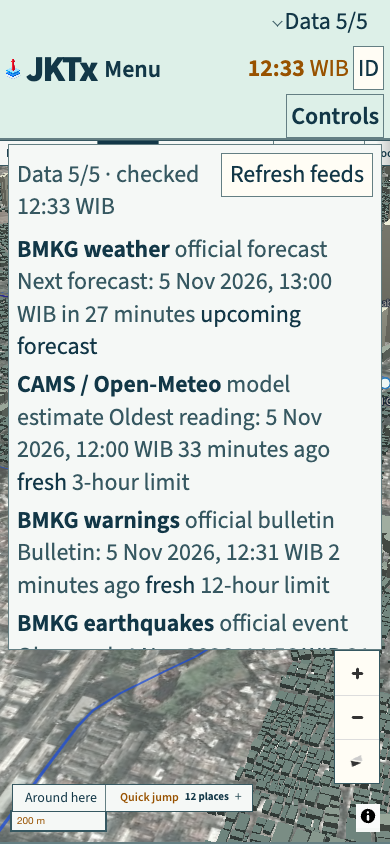 Data 5/5
JKTx Menu
12:33 WIB
ID
Controls
Data 5/5 · checked
12:33 WIB
Refresh feeds
BMKG weather official forecast
Next forecast: 5 Nov 2026, 13:00
WIB in 27 minutes upcoming
forecast
CAMS / Open-Meteo model
estimate Oldest reading: 5 Nov
2026, 12:00 WIB 33 minutes ago
fresh 3-hour limit
BMKG warnings official bulletin
Bulletin: 5 Nov 2026, 12:31 WIB 2
minutes ago fresh 12-hour limit
BMKG earthquakes official event
+
−
Around here
Quick jump 12 places +
200 m